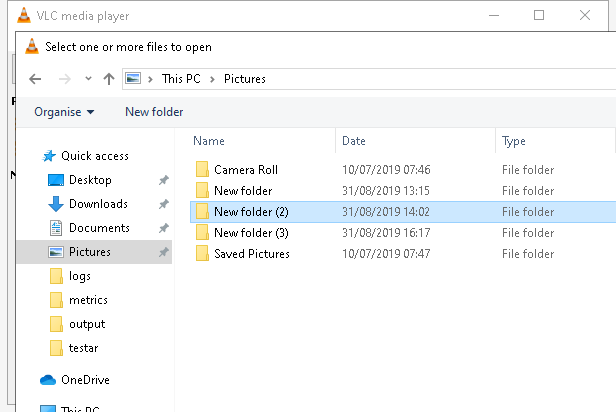 VLC media player
Select one or more files to open
This PC > Pictures
Organise New folder
Name Date Type
Quick access
Desktop
Downloads
Documents
Pictures
logs
metrics
output
testar
OneDrive
This PC
Camera Roll 10/07/2019 07:46 File folder
New folder 31/08/2019 13:15 File folder
New folder (2) 31/08/2019 14:02 File folder
New folder (3) 31/08/2019 16:17 File folder
Saved Pictures 10/07/2019 07:47 File folder